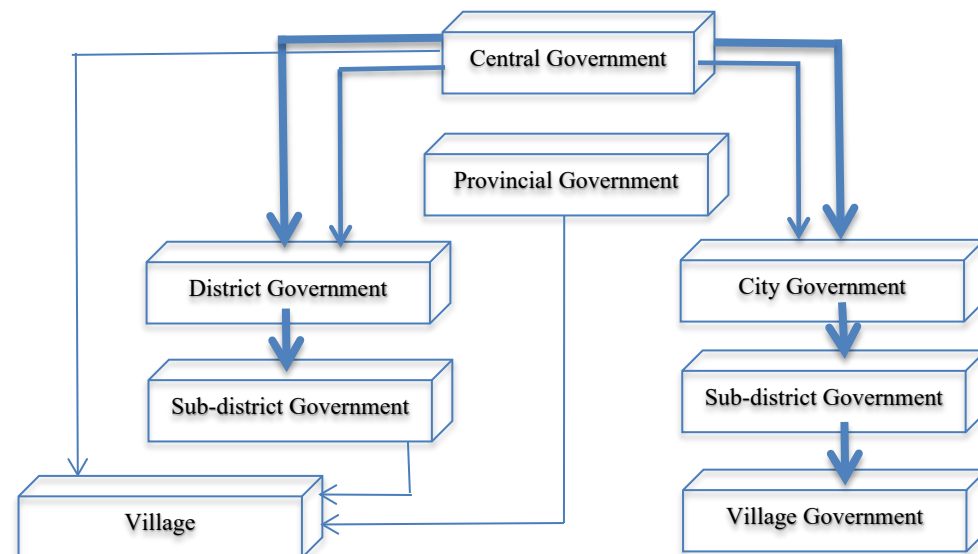 Central Government
Provincial Government
District Government
City Government
Sub-district Government
Sub-district Government
Village
Village Government